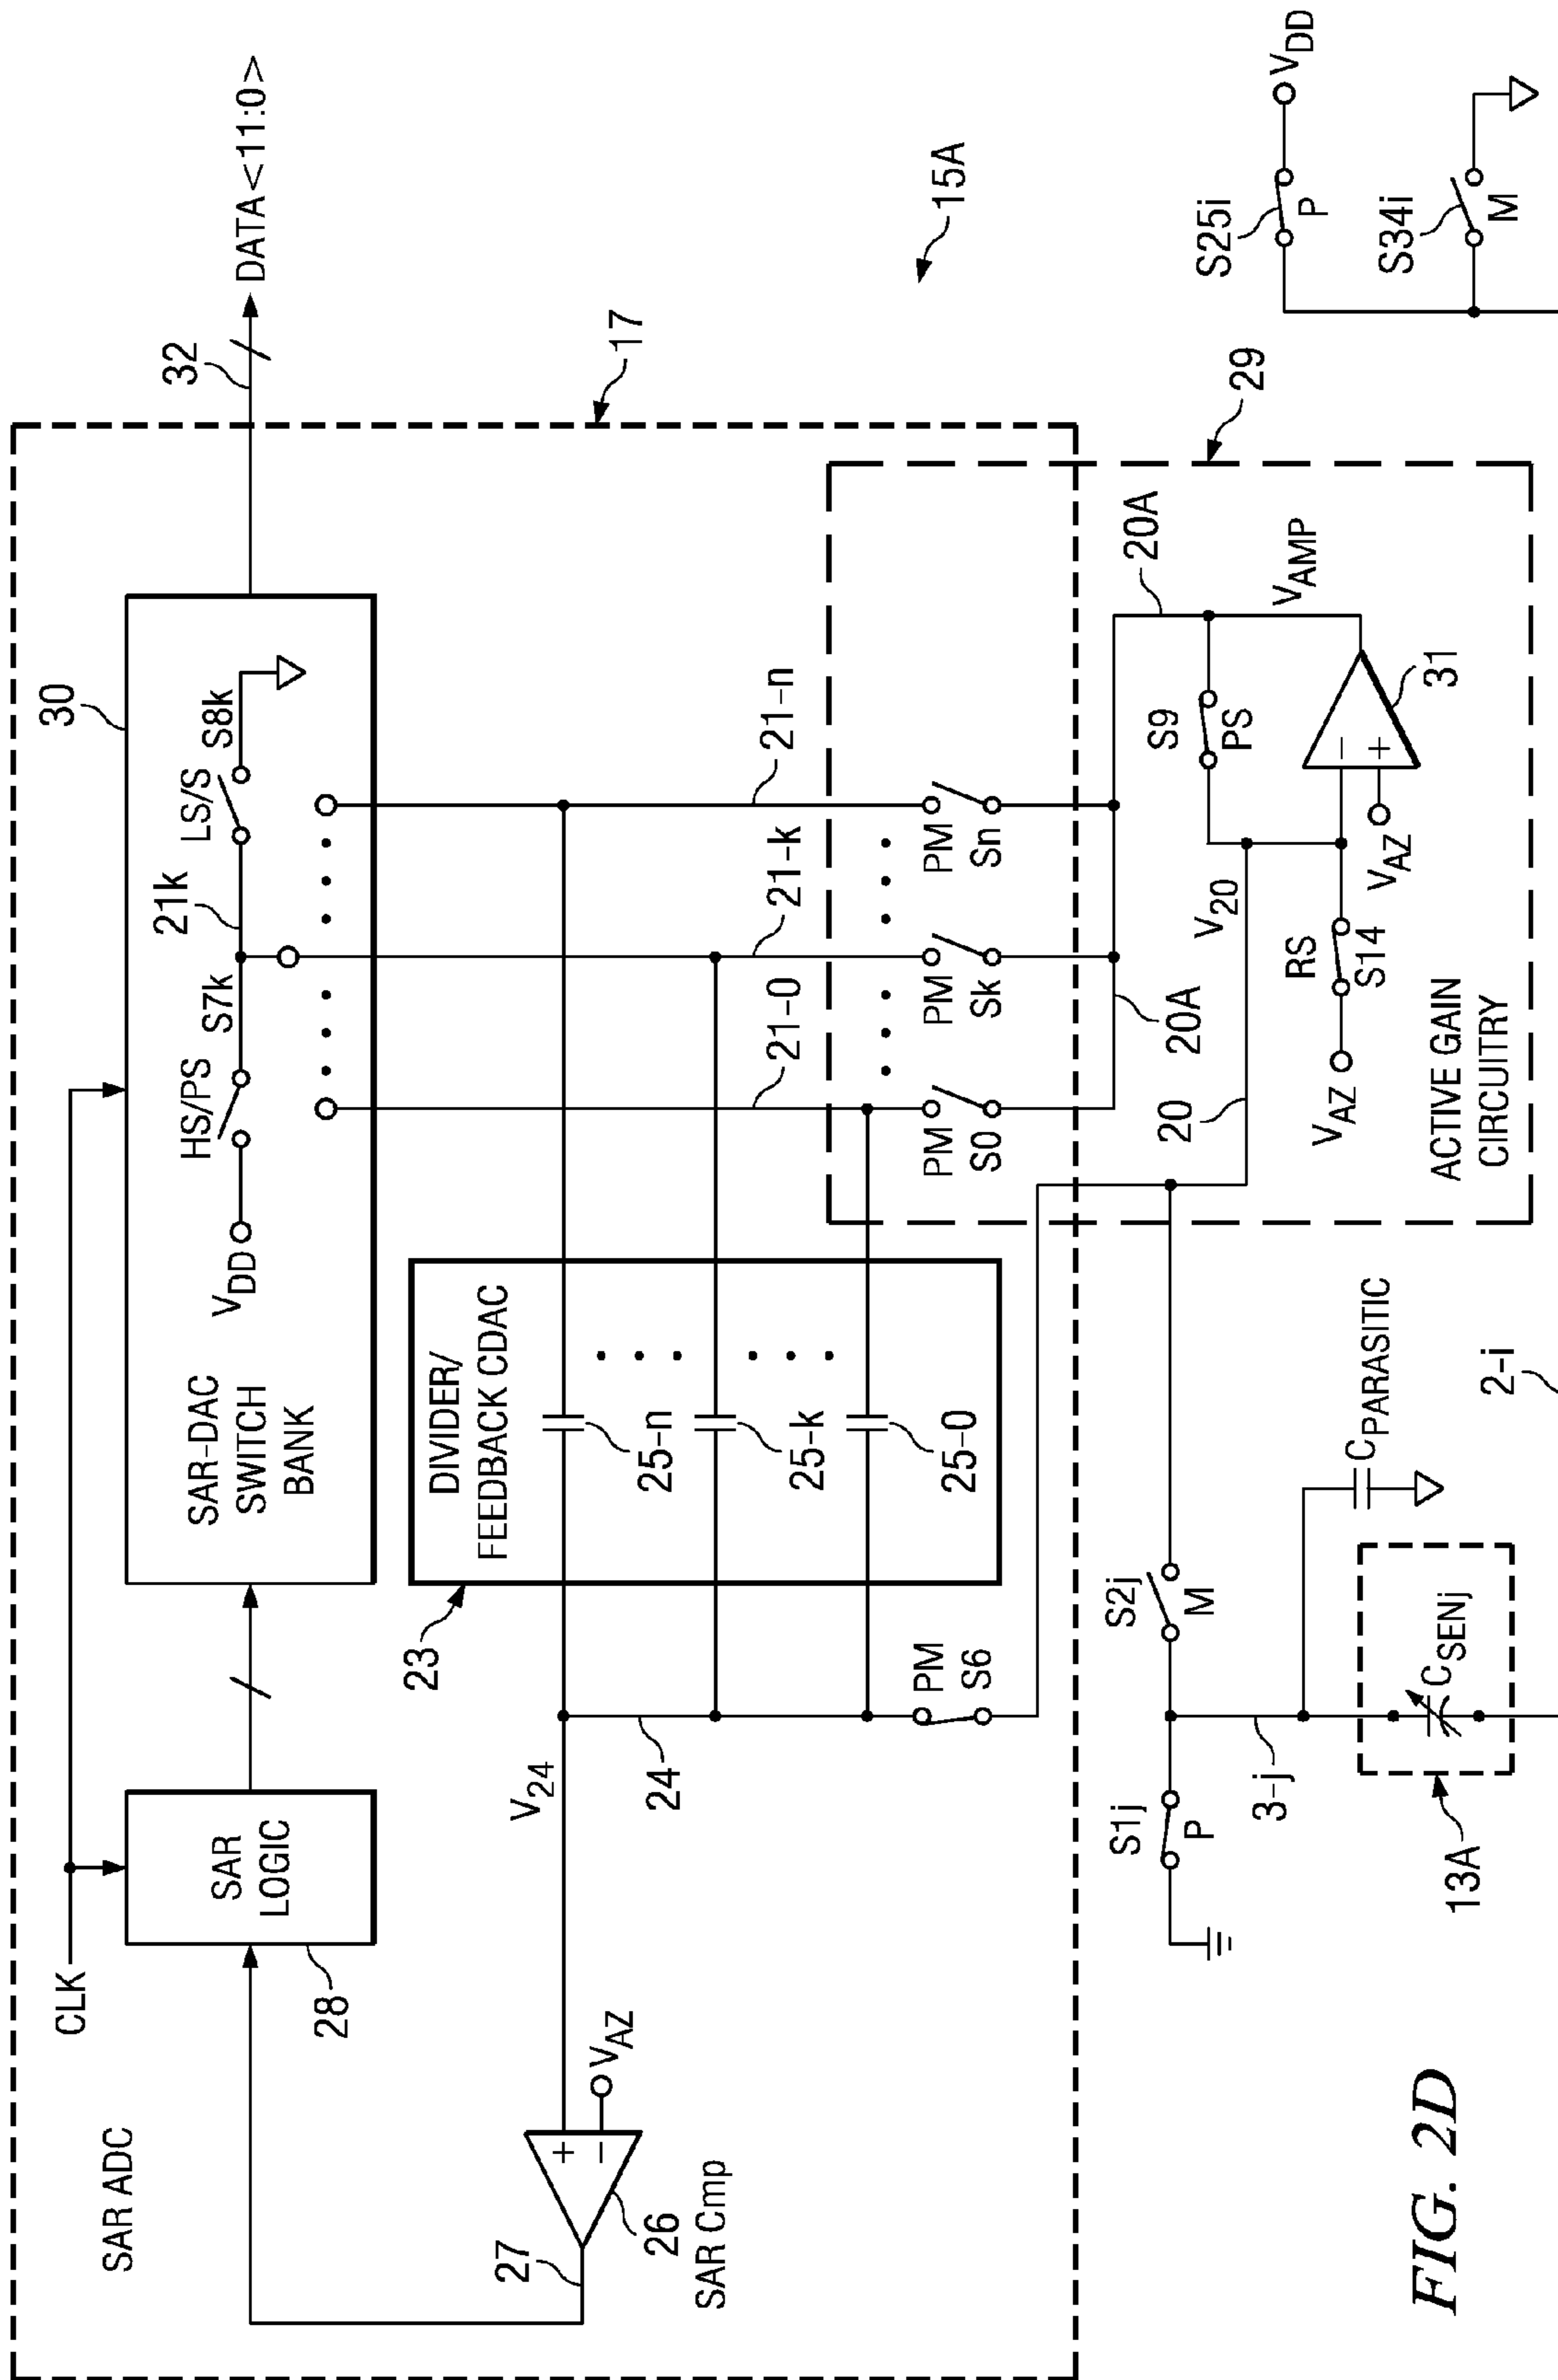 SAR ADC
CLK
SAR
LOGIC
28
SAR-DAC
SWITCH
BANK
30
VDD
HS/PS
S7k
21k
LS/S
S8k
32
DATA<11:0>
17
27
26
SAR Cmp
+
−
VAZ
V24
24
23
DIVIDER/
FEEDBACK CDAC
25-n
25-k
25-0
21-0
21-k
21-n
PM
S6
PM
S0
PM
Sk
PM
Sn
20A
20A
29
15A
20
V20
S9
PS
VAMP
−
+
31
VAZ
RS
S14
VAZ
ACTIVE GAIN
CIRCUITRY
S1j
P
S2j
M
3-j
CPARASITIC
CSENj
13A
2-i
S25i
P
VDD
S34i
M
FIG. 2D